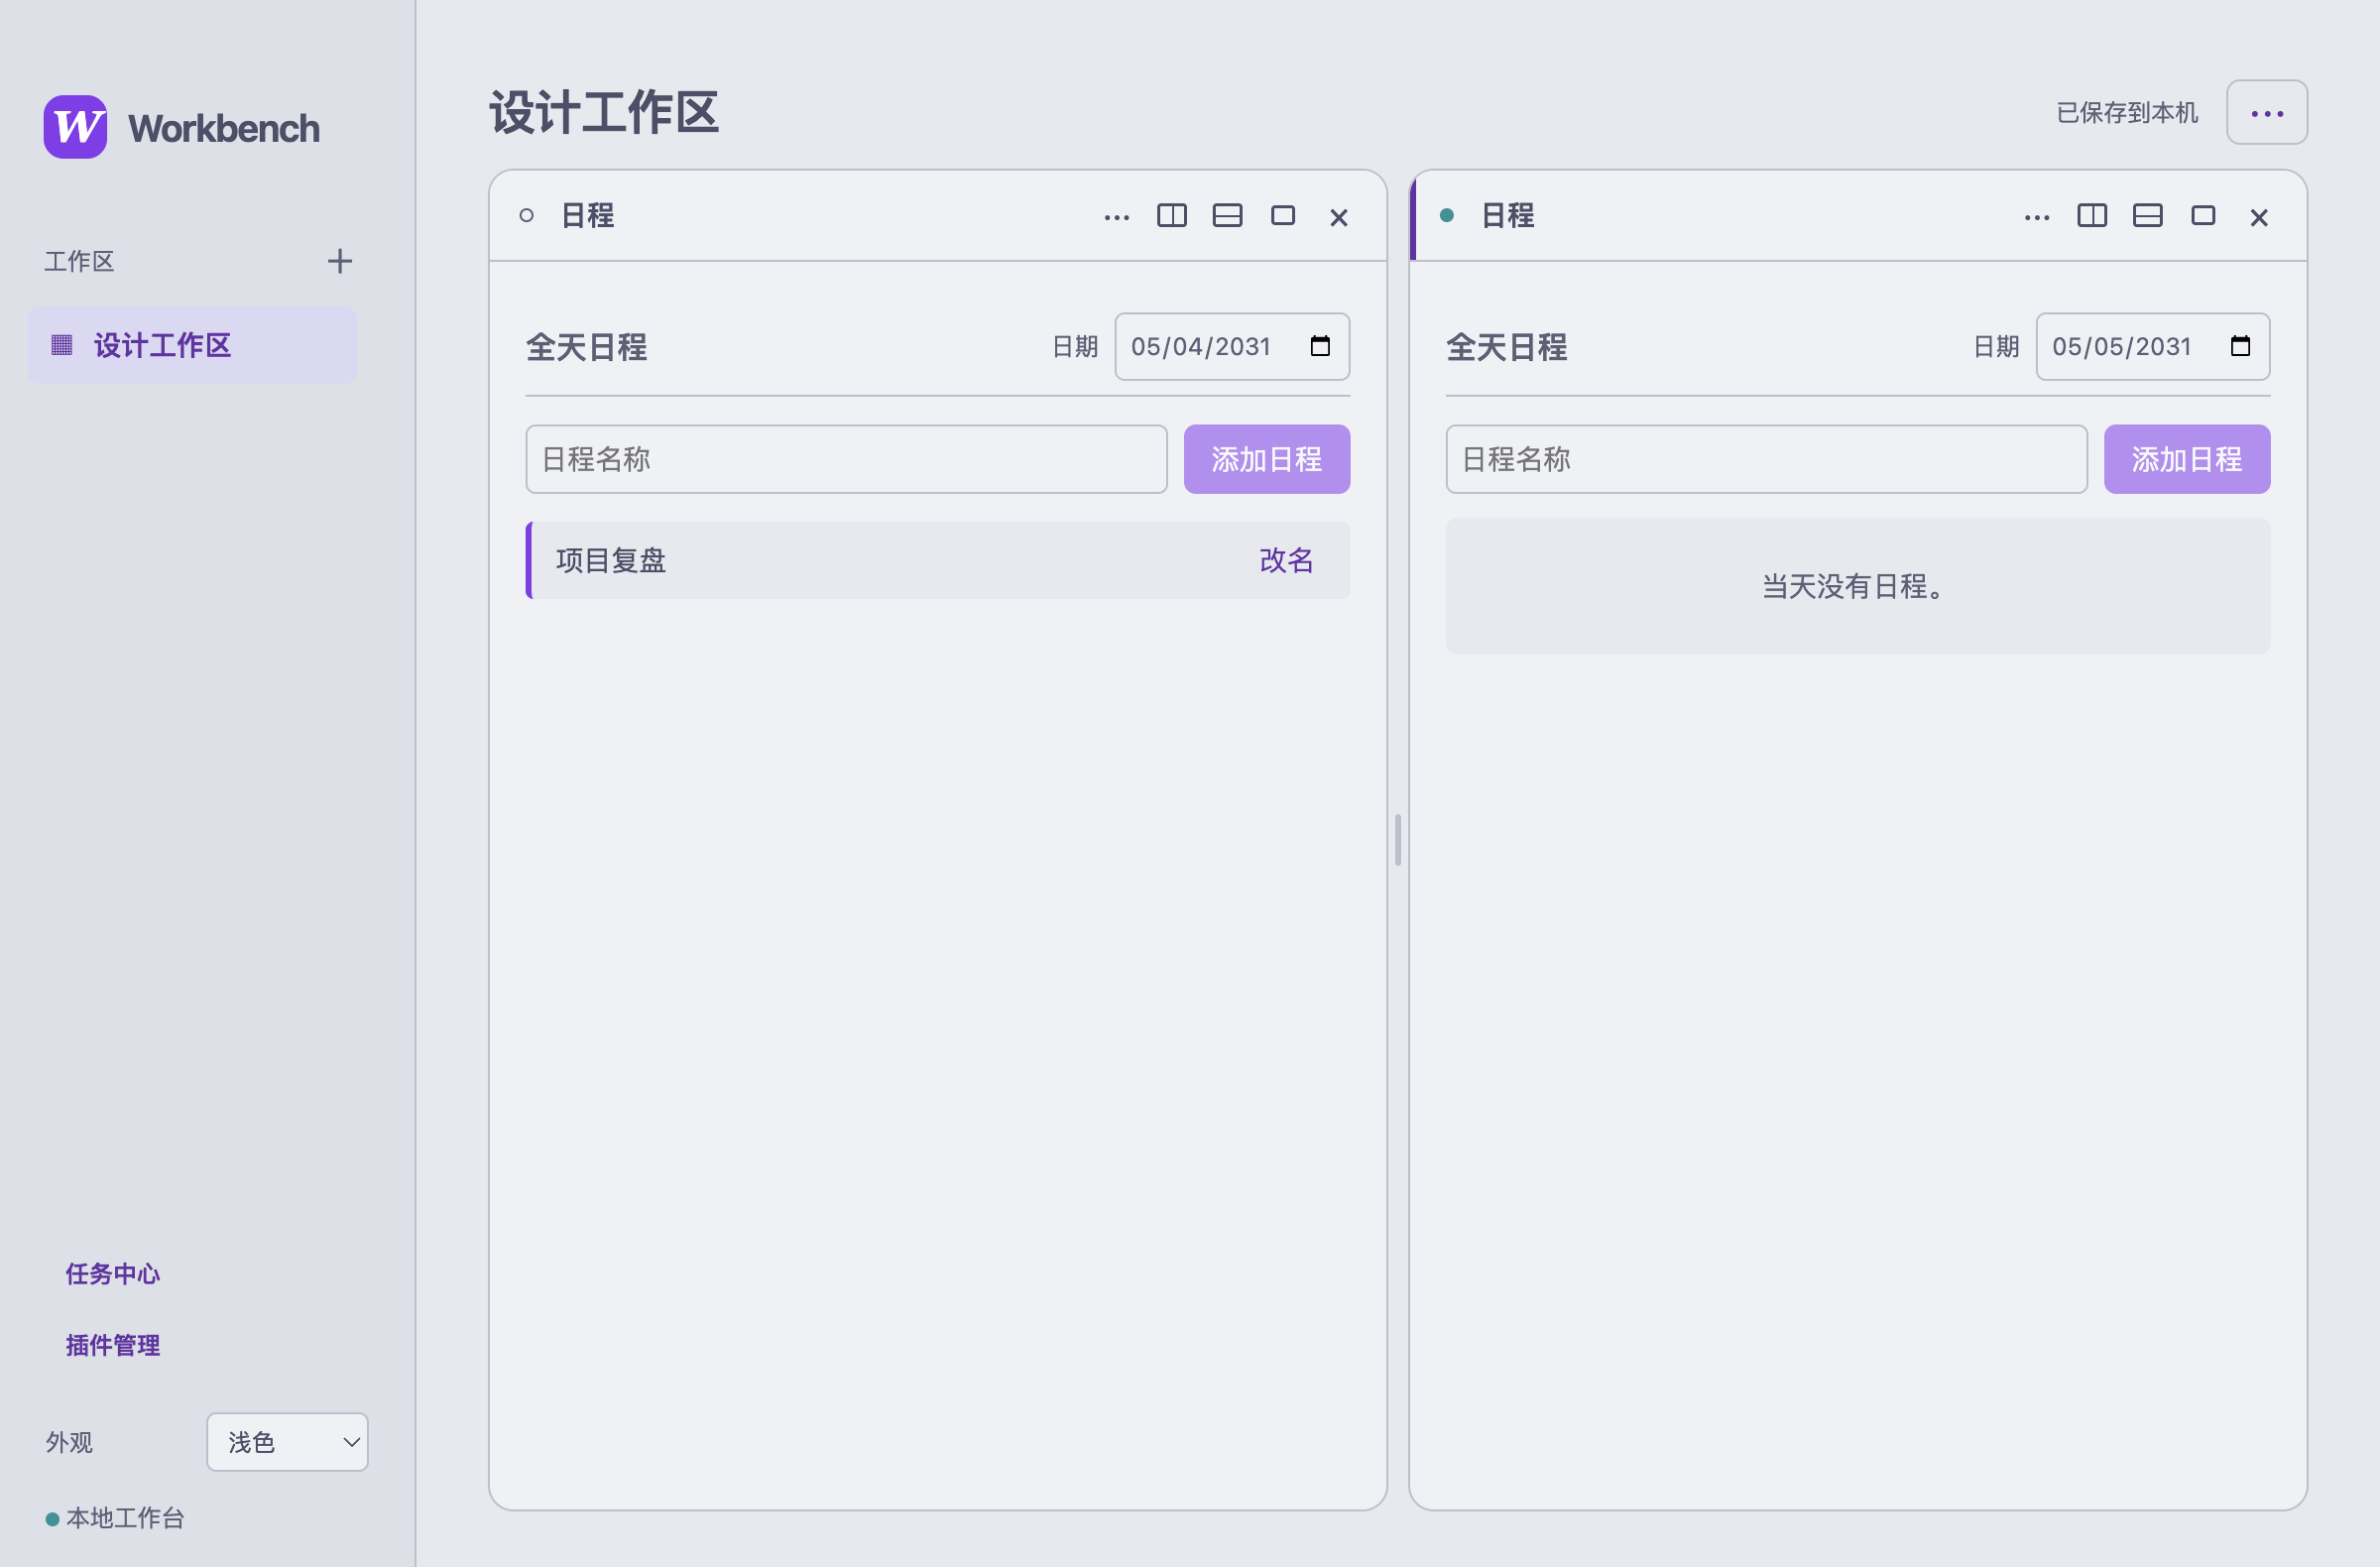 W Workbench
工作区 +
设计工作区
任务中心
插件管理
外观 浅色
本地工作台
设计工作区
已保存到本机 ...
日程 ... ×
全天日程 日期 05/04/2031
日程名称 添加日程
项目复盘 改名
日程 ... ×
全天日程 日期 05/05/2031
日程名称 添加日程
当天没有日程。